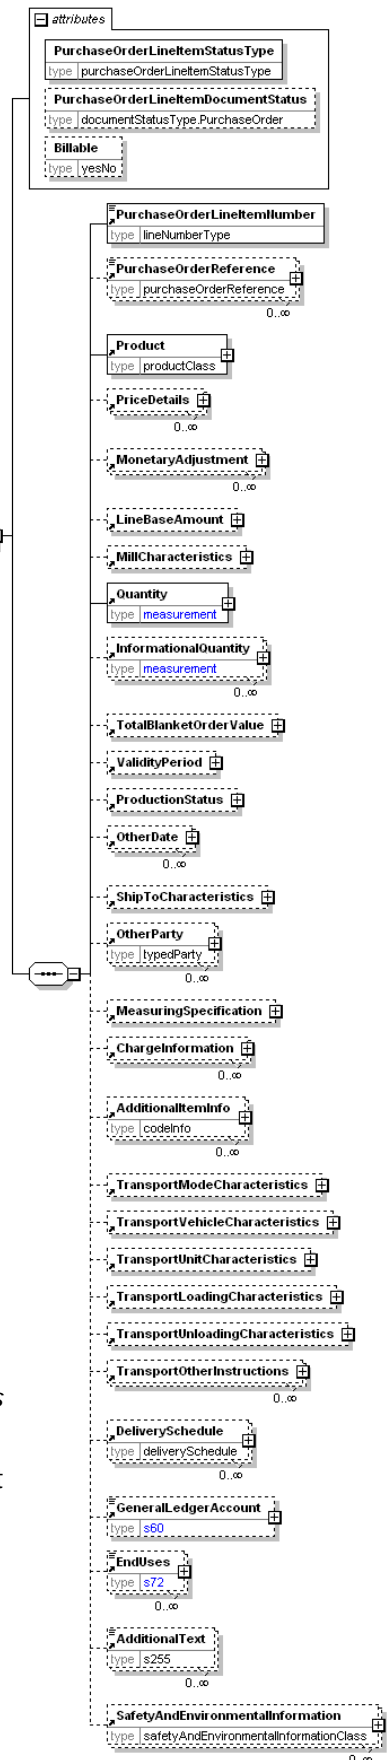 attributes
PurchaseOrderLineItemStatusType
type purchaseOrderLineItemStatusType
PurchaseOrderLineItemDocumentStatus
type documentStatusType.PurchaseOrder
Billable
type yesNo
PurchaseOrderLineItemNumber
type lineNumberType
PurchaseOrderReference
type purchaseOrderReference
0..∞
Product
type productClass
PriceDetails
0..∞
MonetaryAdjustment
0..∞
LineBaseAmount
MillCharacteristics
Quantity
type measurement
InformationalQuantity
type measurement
0..∞
TotalBlanketOrderValue
ValidityPeriod
ProductionStatus
OtherDate
0..∞
ShipToCharacteristics
OtherParty
type typedParty
0..∞
MeasuringSpecification
ChargeInformation
0..∞
AdditionalItemInfo
type codeInfo
0..∞
TransportModeCharacteristics
TransportVehicleCharacteristics
TransportUnitCharacteristics
TransportLoadingCharacteristics
TransportUnloadingCharacteristics
TransportOtherInstructions
0..∞
DeliverySchedule
type deliverySchedule
0..∞
GeneralLedgerAccount
type s60
EndUses
type s72
0..∞
AdditionalText
type s255
0..∞
SafetyAndEnvironmentalInformation
type safetyAndEnvironmentalInformationClass
0..∞